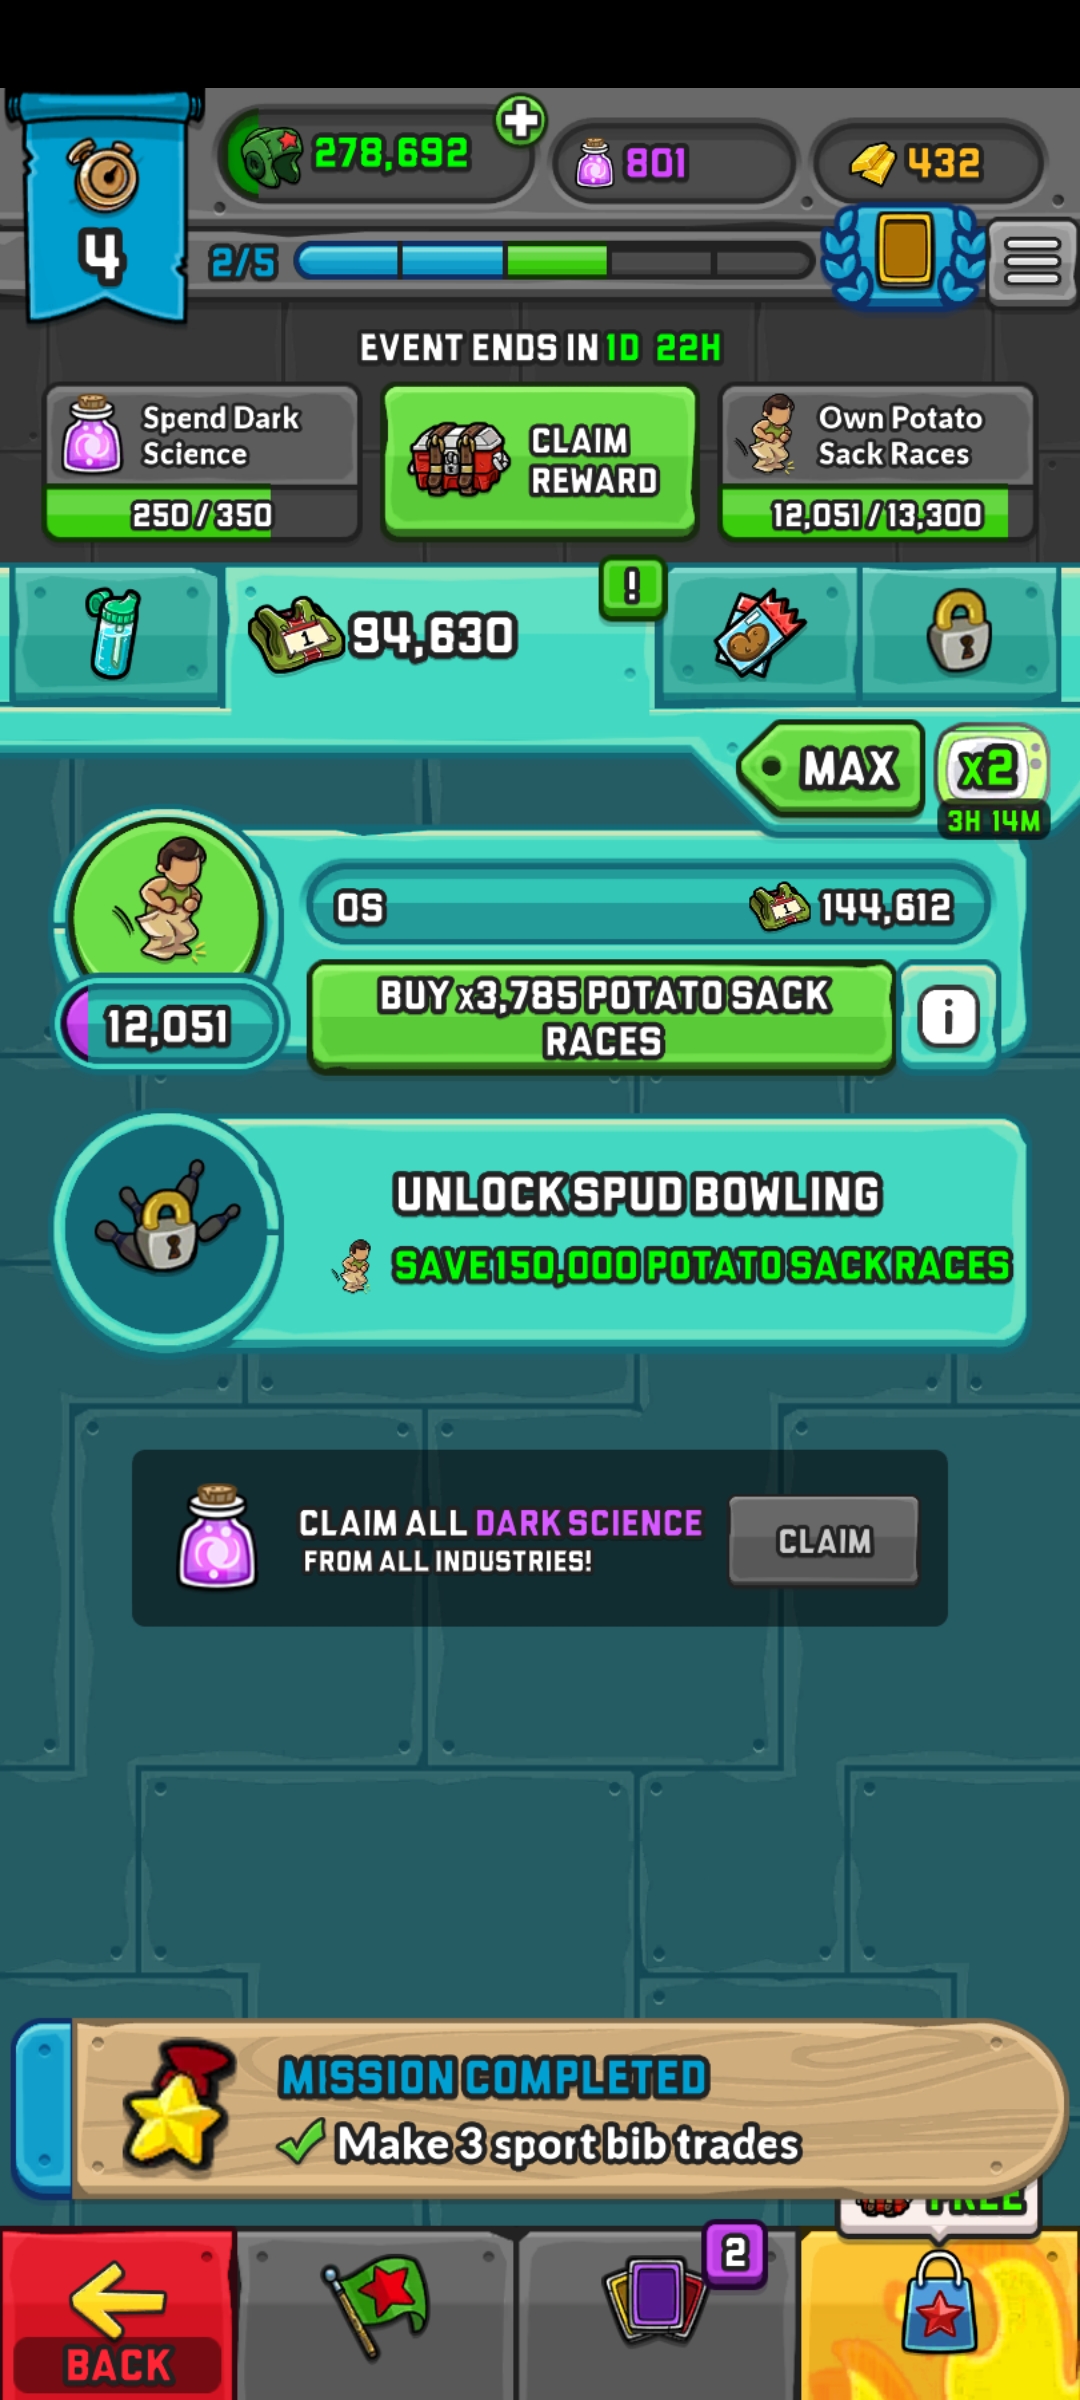 278,692
801
432
4
2/5
EVENT ENDS IN 1D 22H
Spend Dark
Science
250/350
CLAIM
REWARD
Own Potato
Sack Races
12,051/13,300
1
94,630
!
MAX
x2
3H 14M
0S
1
144,612
12,051
BUY x3,785 POTATO SACK
RACES
i
UNLOCK SPUD BOWLING
SAVE 150,000 POTATO SACK RACES
CLAIM ALL DARK SCIENCE
FROM ALL INDUSTRIES!
CLAIM
MISSION COMPLETED
Make 3 sport bib trades
FREE
2
BACK